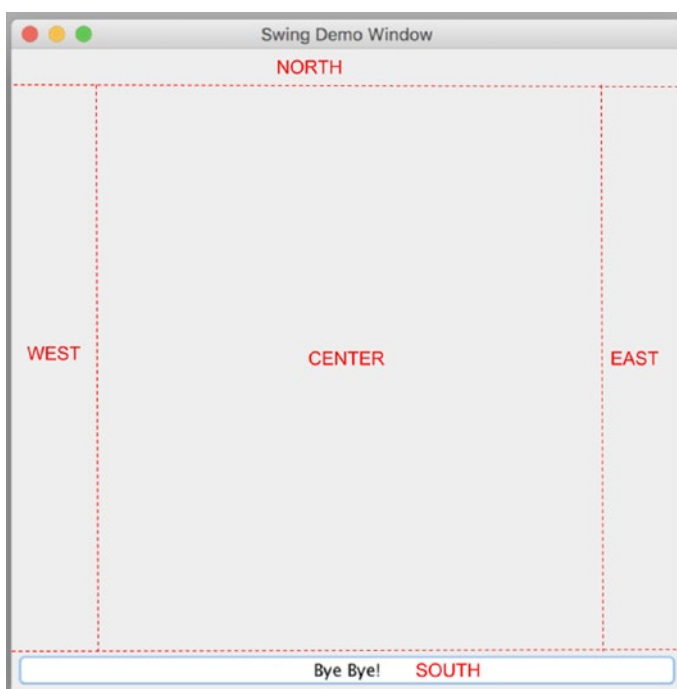 Swing Demo Window
NORTH
WEST
CENTER
EAST
Bye Bye! SOUTH